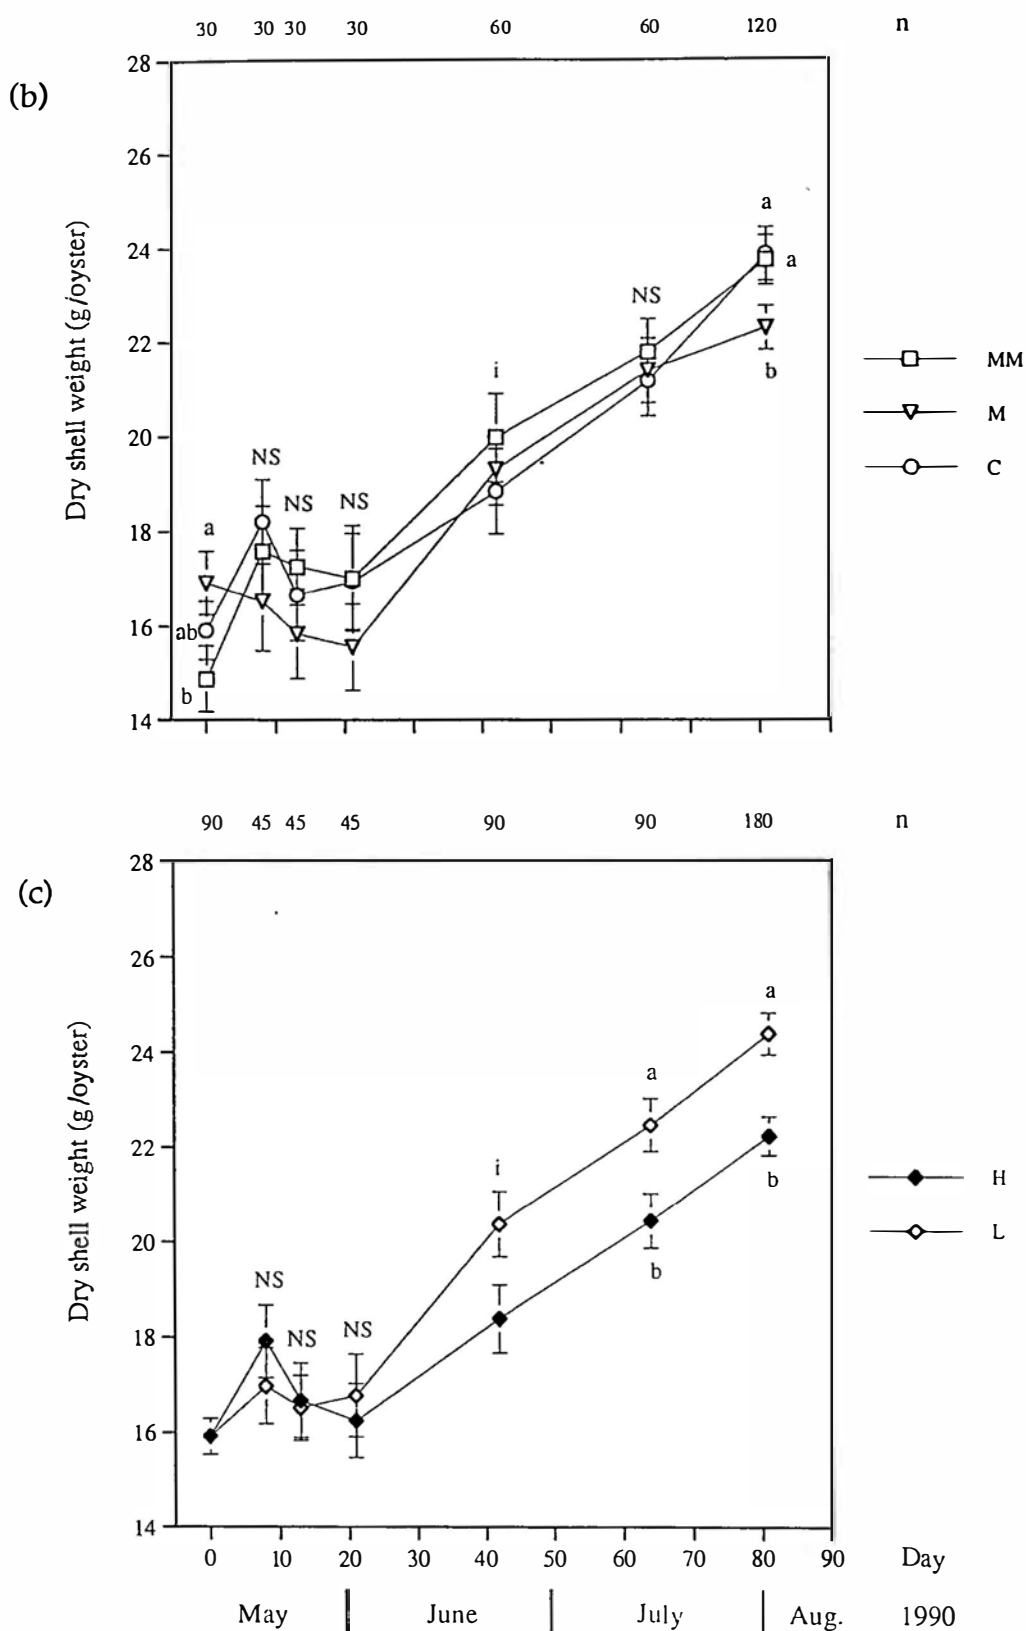 30 30 30 30 60 60 120 n
(b)
28
26
24
22
20
18
16
14
Dry shell weight (g/oyster)
a
ab
b
NS
NS
NS
i
NS
a
a
b
MM
M
C
90 45 45 45 90 90 180 n
(c)
28
26
24
22
20
18
16
14
Dry shell weight (g/oyster)
NS
NS
NS
i
a
b
a
b
H
L
0 10 20 30 40 50 60 70 80 90 Day
May June July Aug. 1990